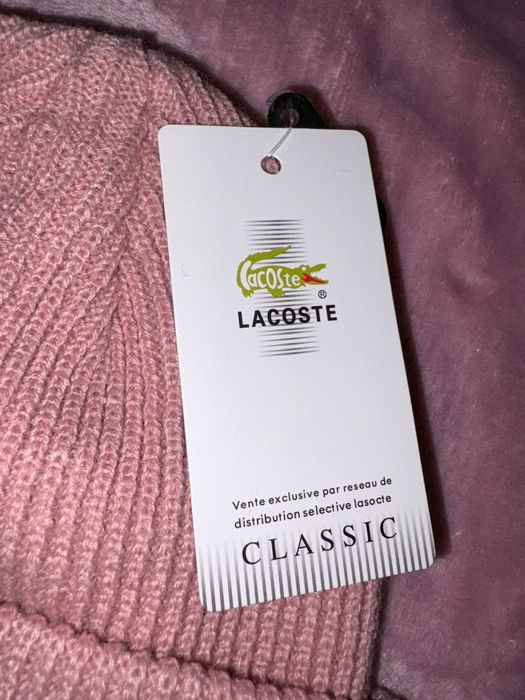 Lacoste
®
LACOSTE
Vente exclusive par reseau de
distribution selective lasocte
CLASSIC